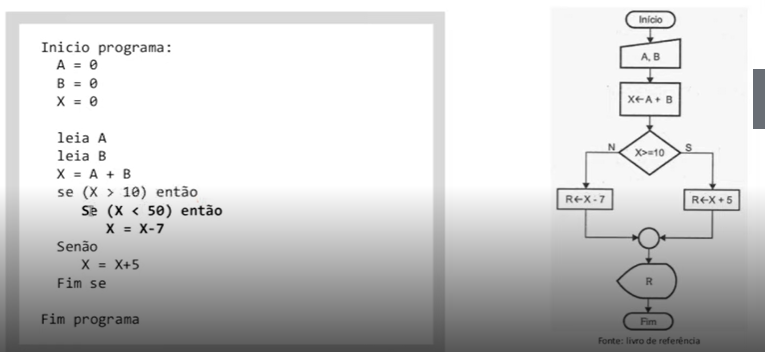 Inicio programa:
A = 0
B = 0
X = 0
leia A
leia B
X = A + B
se (X > 10) então
Se (X < 50) então
X = X-7
Senão
X = X+5
Fim se
Fim programa
Início
A, B
X←A + B
N
X>=10
S
R←X - 7
R←X + 5
R
Fim
Fonte: livro de referência